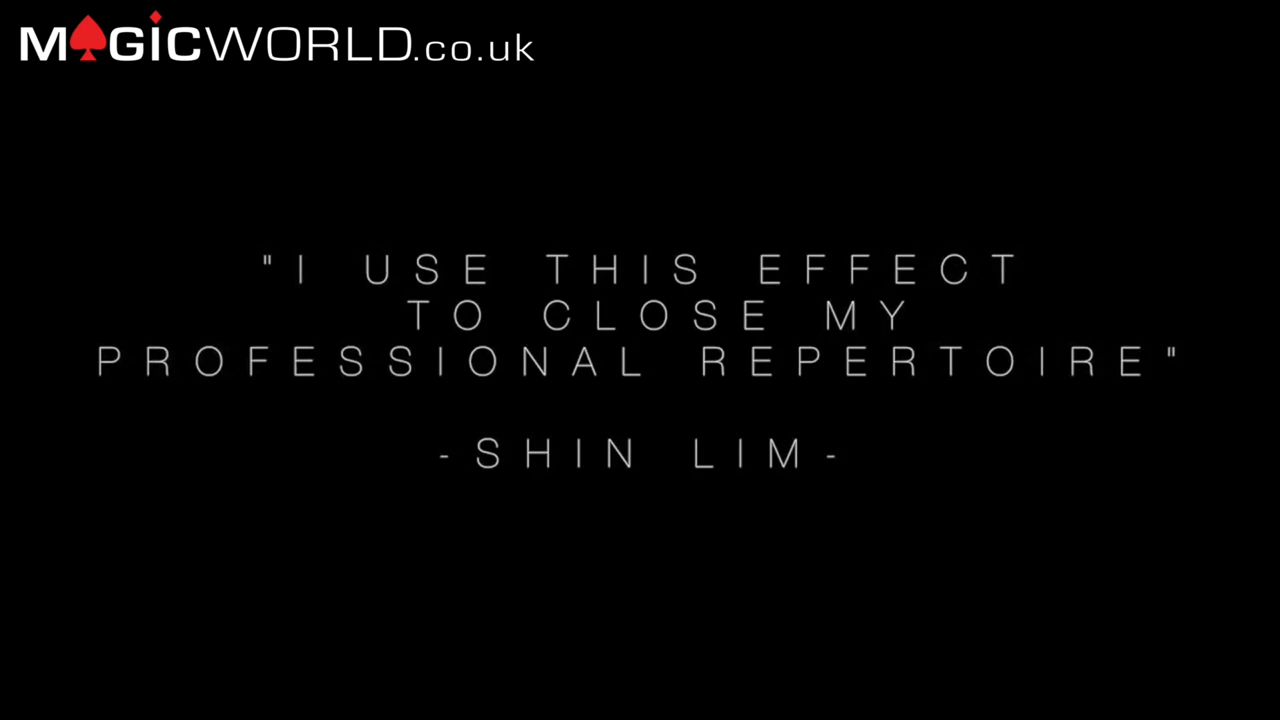 MAGICWORLD.co.uk
"I USE THIS EFFECT
TO CLOSE MY
PROFESSIONAL REPERTOIRE"
-SHIN LIM-